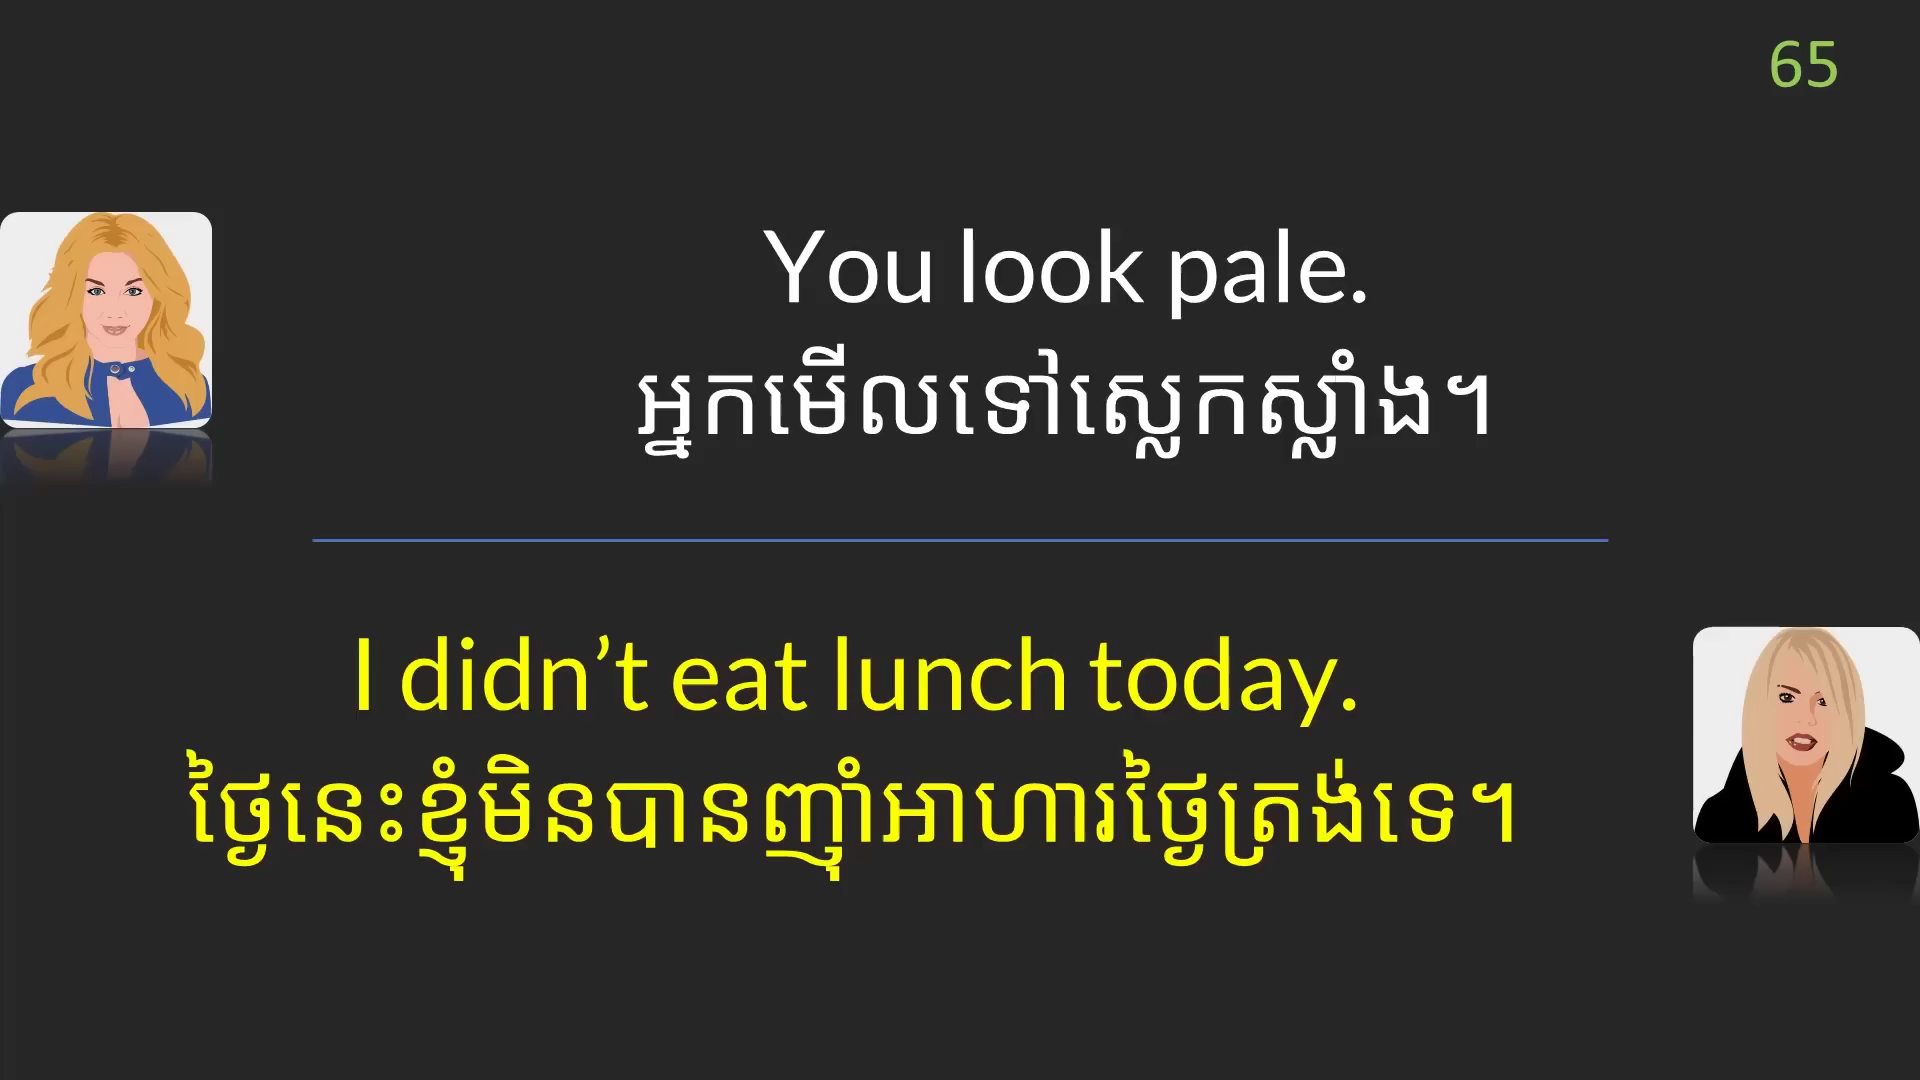 65
You look pale.
អ្នកមើលទៅស្លេកស្លាំង។
I didn’t eat lunch today.
ថ្ងៃនេះខ្ញុំមិនបានញ៉ាំអាហារថ្ងៃត្រង់ទេ។